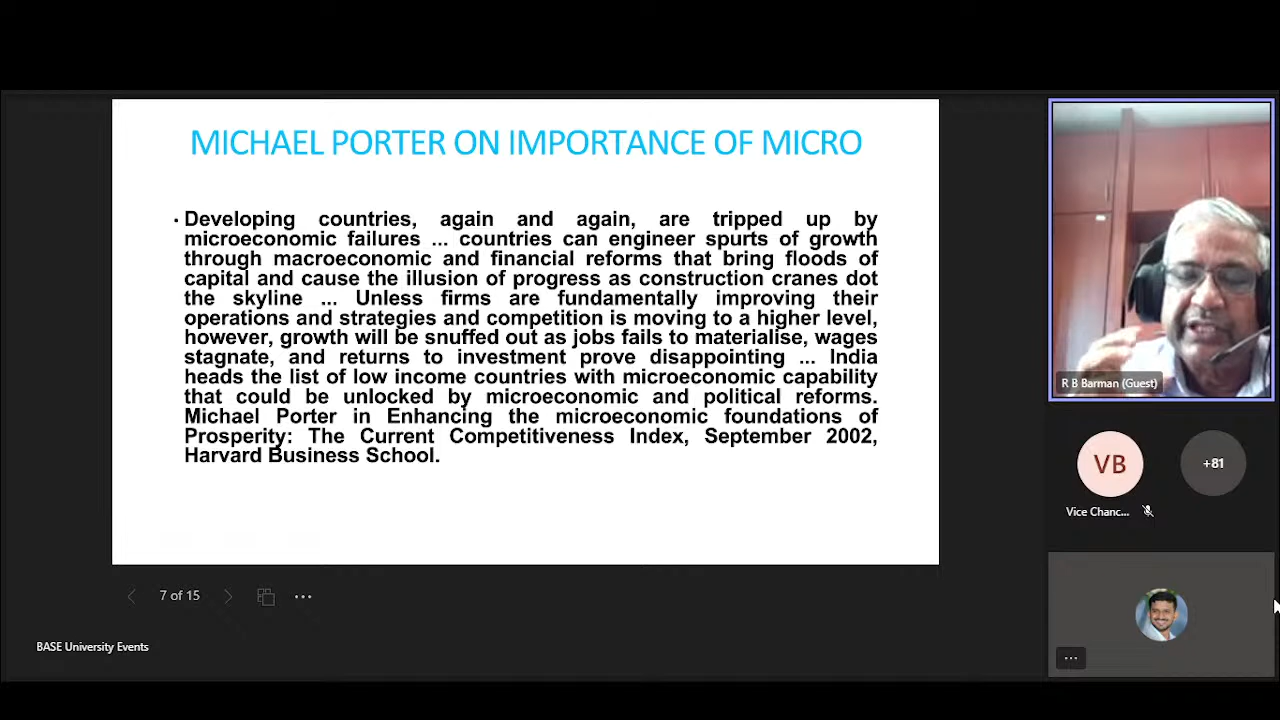 MICHAEL PORTER ON IMPORTANCE OF MICRO
• Developing countries, again and again, are tripped up by
microeconomic failures ... countries can engineer spurts of growth
through macroeconomic and financial reforms that bring floods of
capital and cause the illusion of progress as construction cranes dot
the skyline ... Unless firms are fundamentally improving their
operations and strategies and competition is moving to a higher level,
however, growth will be snuffed out as jobs fails to materialise, wages
stagnate, and returns to investment prove disappointing ... India
heads the list of low income countries with microeconomic capability
that could be unlocked by microeconomic and political reforms.
Michael Porter in Enhancing the microeconomic foundations of
Prosperity: The Current Competitiveness Index, September 2002,
Harvard Business School.
7 of 15
BASE University Events
R B Barman (Guest)
VB
+81
Vice Chanc...